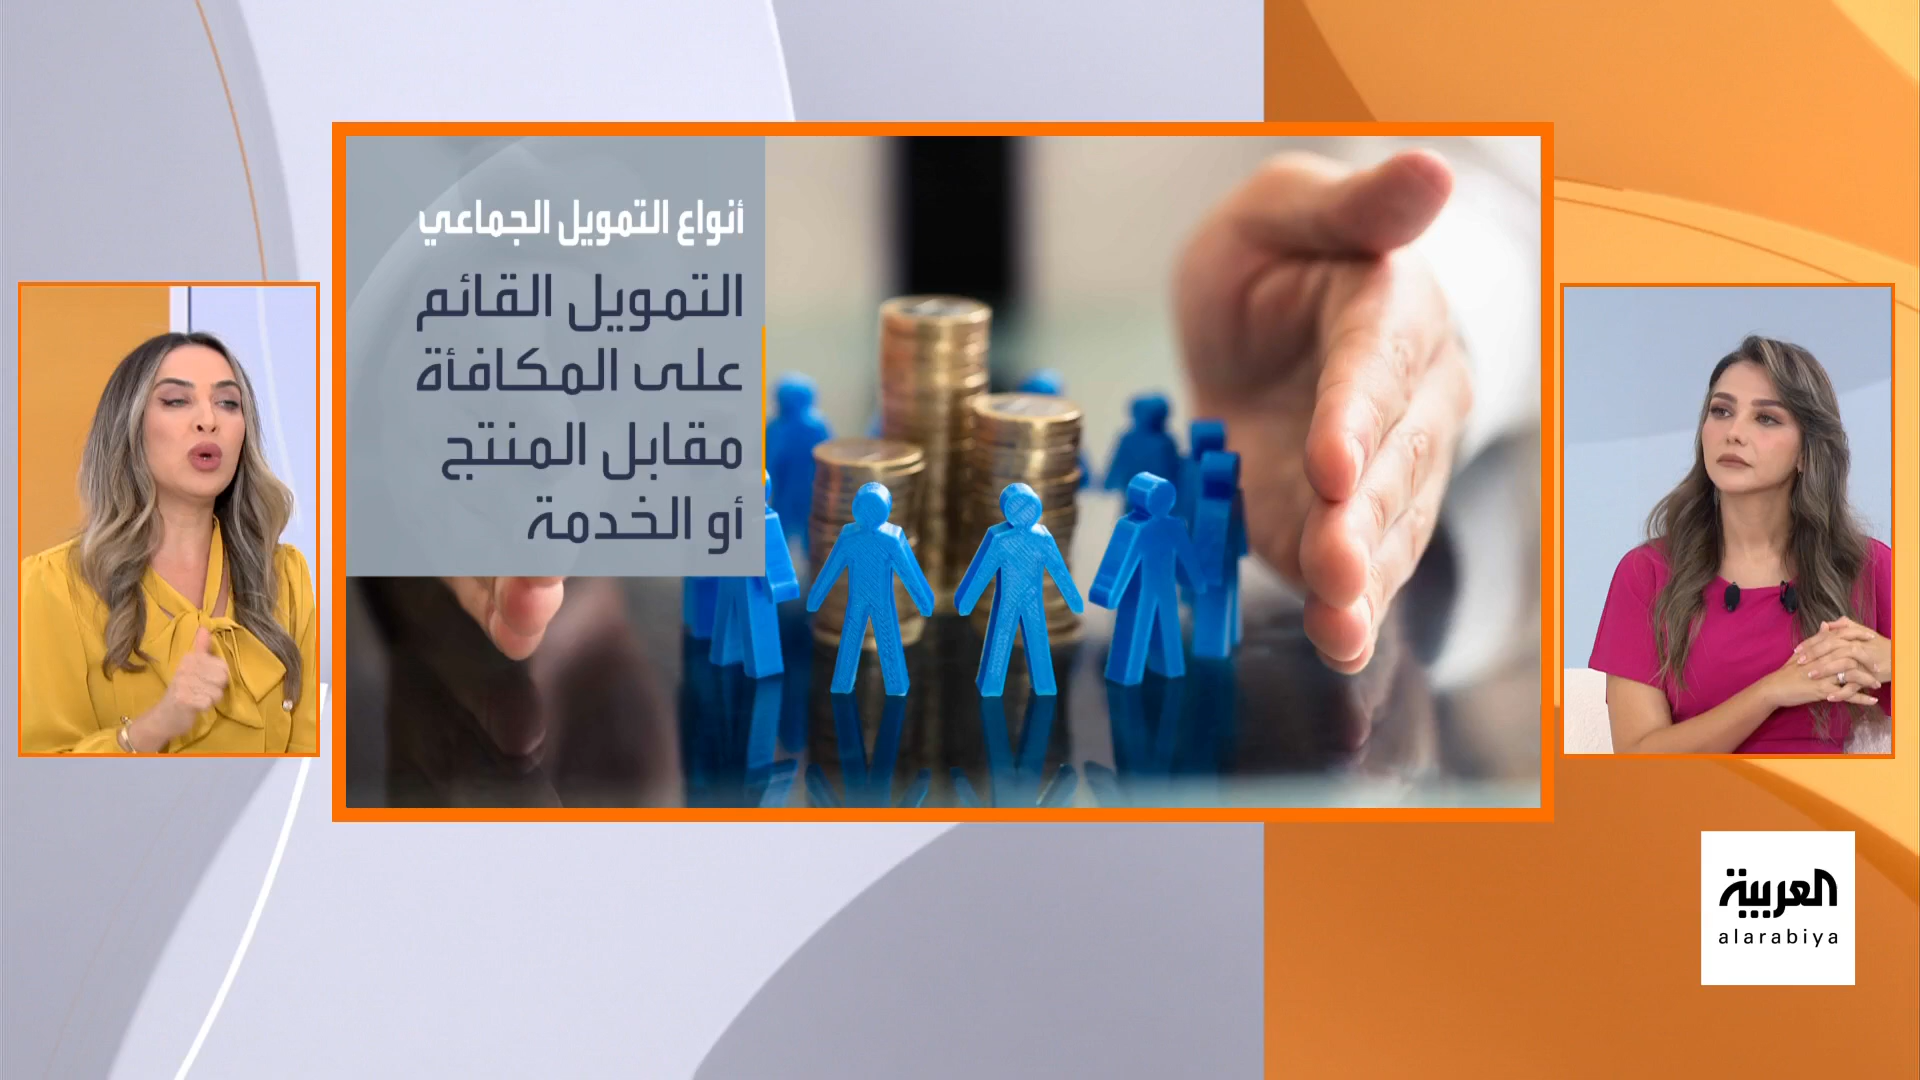 أنواع التمويل الجماعي
التمويل القائم
على المكافأة
مقابل المنتج
أو الخدمة
العربية
alarabiya